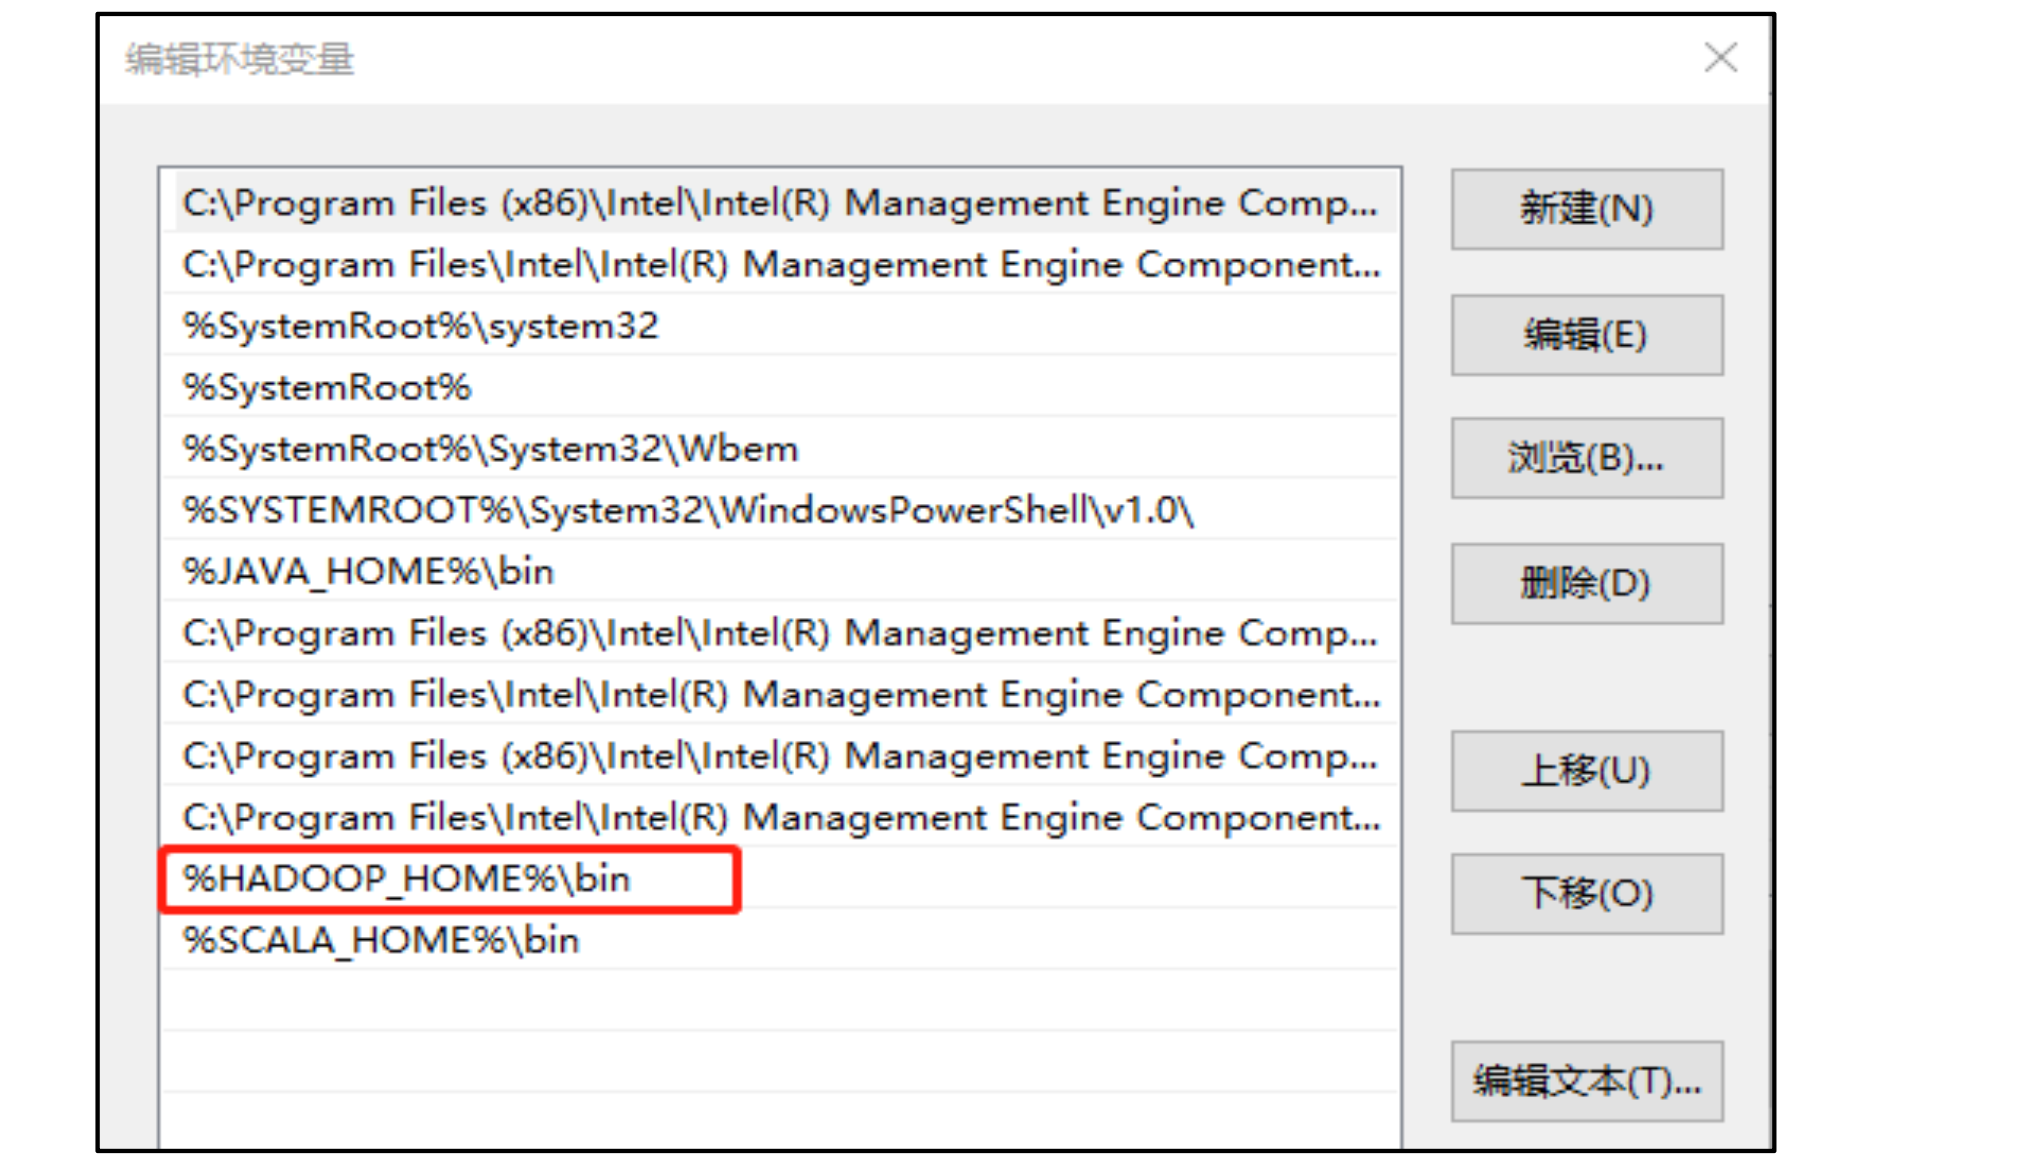 编辑环境变量
C:\Program Files (x86)\Intel\Intel(R) Management Engine Comp...
C:\Program Files\Intel\Intel(R) Management Engine Component...
%SystemRoot%\system32
%SystemRoot%
%SystemRoot%\System32\Wbem
%SYSTEMROOT%\System32\WindowsPowerShell\v1.0\
%JAVA_HOME%\bin
C:\Program Files (x86)\Intel\Intel(R) Management Engine Comp...
C:\Program Files\Intel\Intel(R) Management Engine Component...
C:\Program Files (x86)\Intel\Intel(R) Management Engine Comp...
C:\Program Files\Intel\Intel(R) Management Engine Component...
%HADOOP_HOME%\bin
%SCALA_HOME%\bin
新建(N)
编辑(E)
浏览(B)...
删除(D)
上移(U)
下移(O)
编辑文本(T)...